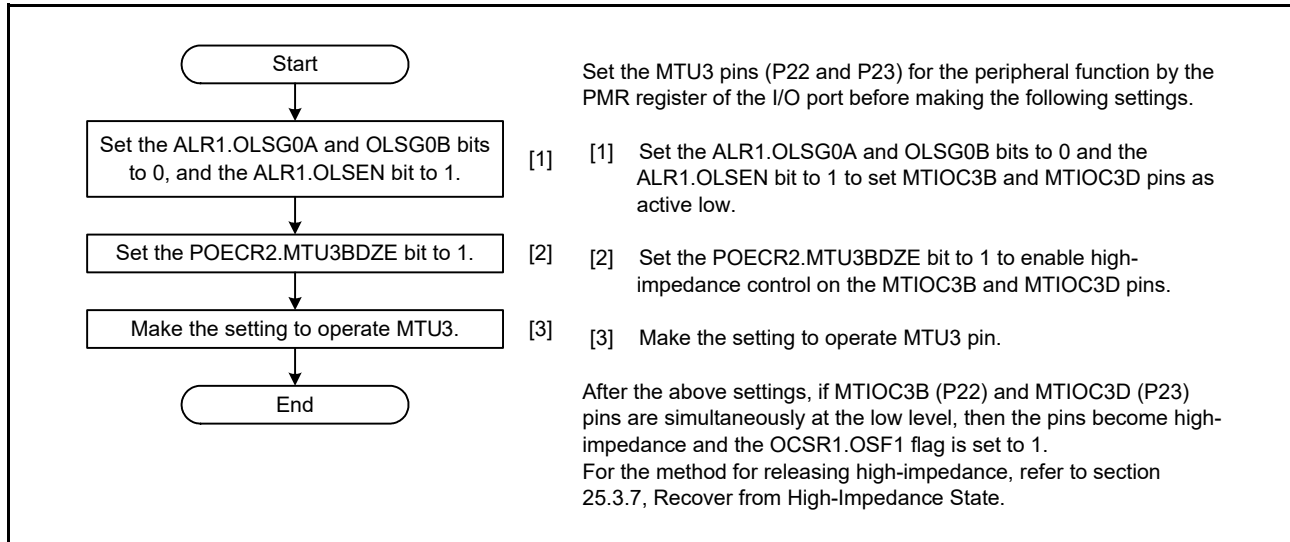 Start
Set the ALR1.OLSG0A and OLSG0B bits
to 0, and the ALR1.OLSEN bit to 1.
[1]
Set the POECR2.MTU3BDZE bit to 1.
[2]
Make the setting to operate MTU3.
[3]
End
Set the MTU3 pins (P22 and P23) for the peripheral function by the
PMR register of the I/O port before making the following settings.
[1] Set the ALR1.OLSG0A and OLSG0B bits to 0 and the
ALR1.OLSEN bit to 1 to set MTIOC3B and MTIOC3D pins as
active low.
[2] Set the POECR2.MTU3BDZE bit to 1 to enable high-
impedance control on the MTIOC3B and MTIOC3D pins.
[3] Make the setting to operate MTU3 pin.
After the above settings, if MTIOC3B (P22) and MTIOC3D (P23)
pins are simultaneously at the low level, then the pins become high-
impedance and the OCSR1.OSF1 flag is set to 1.
For the method for releasing high-impedance, refer to section
25.3.7, Recover from High-Impedance State.